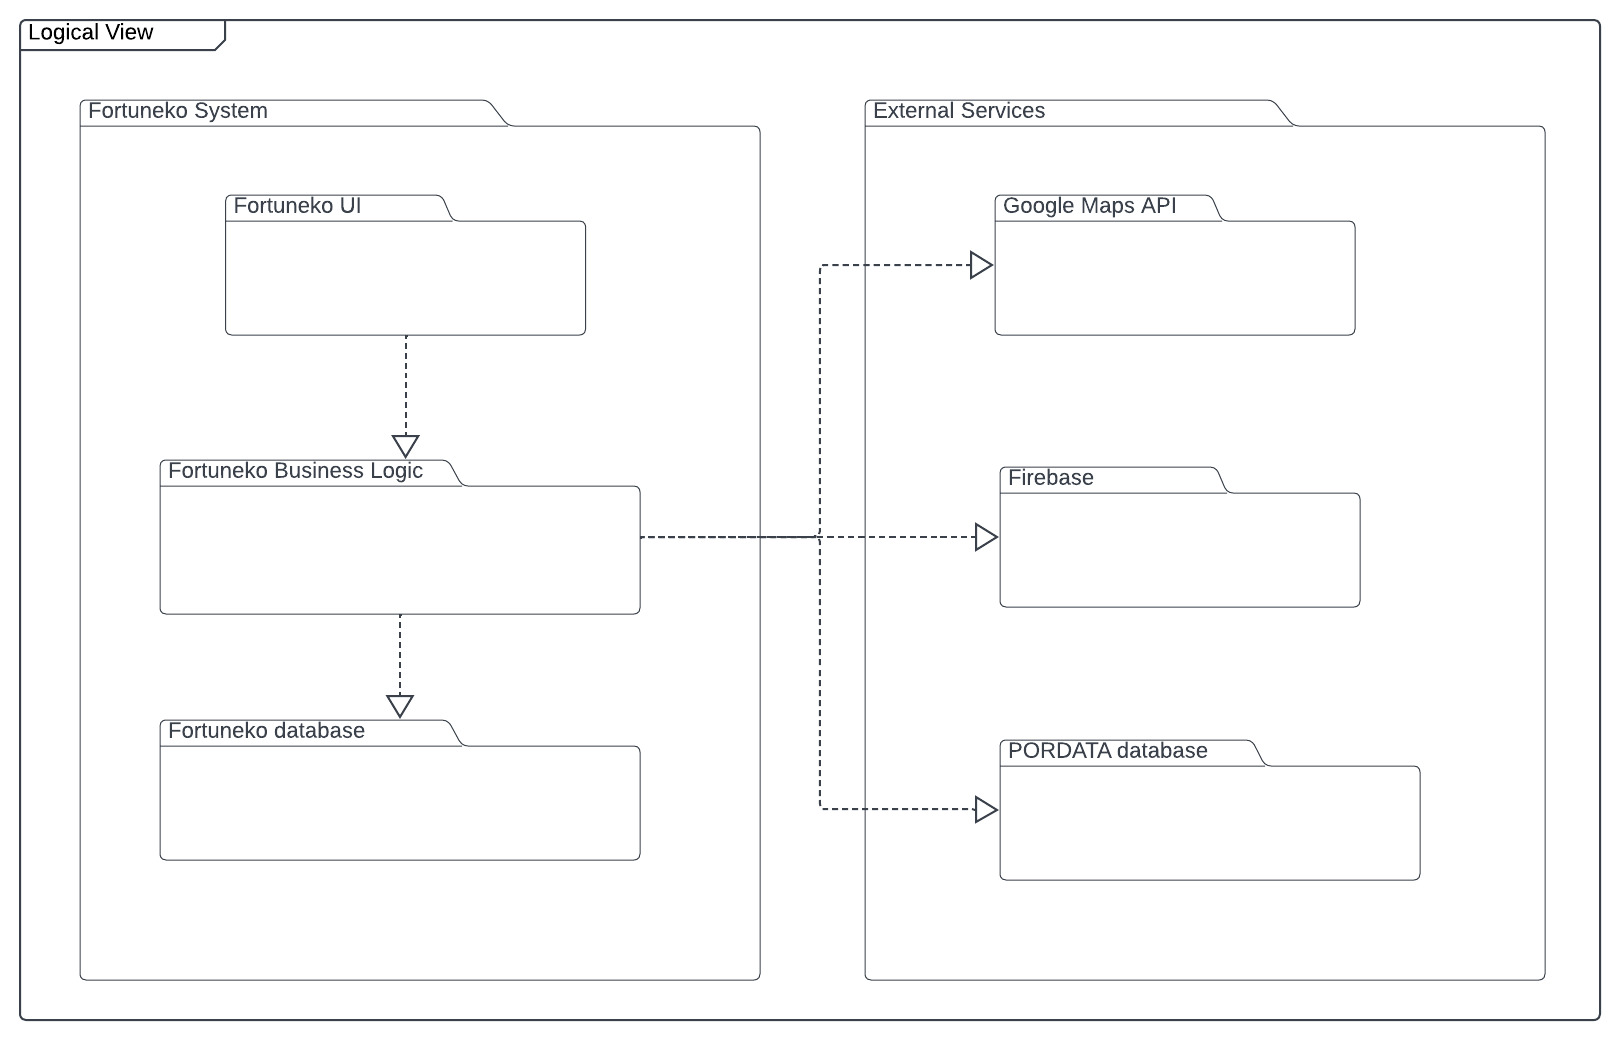 Logical View
Fortuneko System
Fortuneko UI
Fortuneko Business Logic
Fortuneko database
External Services
Google Maps API
Firebase
PORDATA database